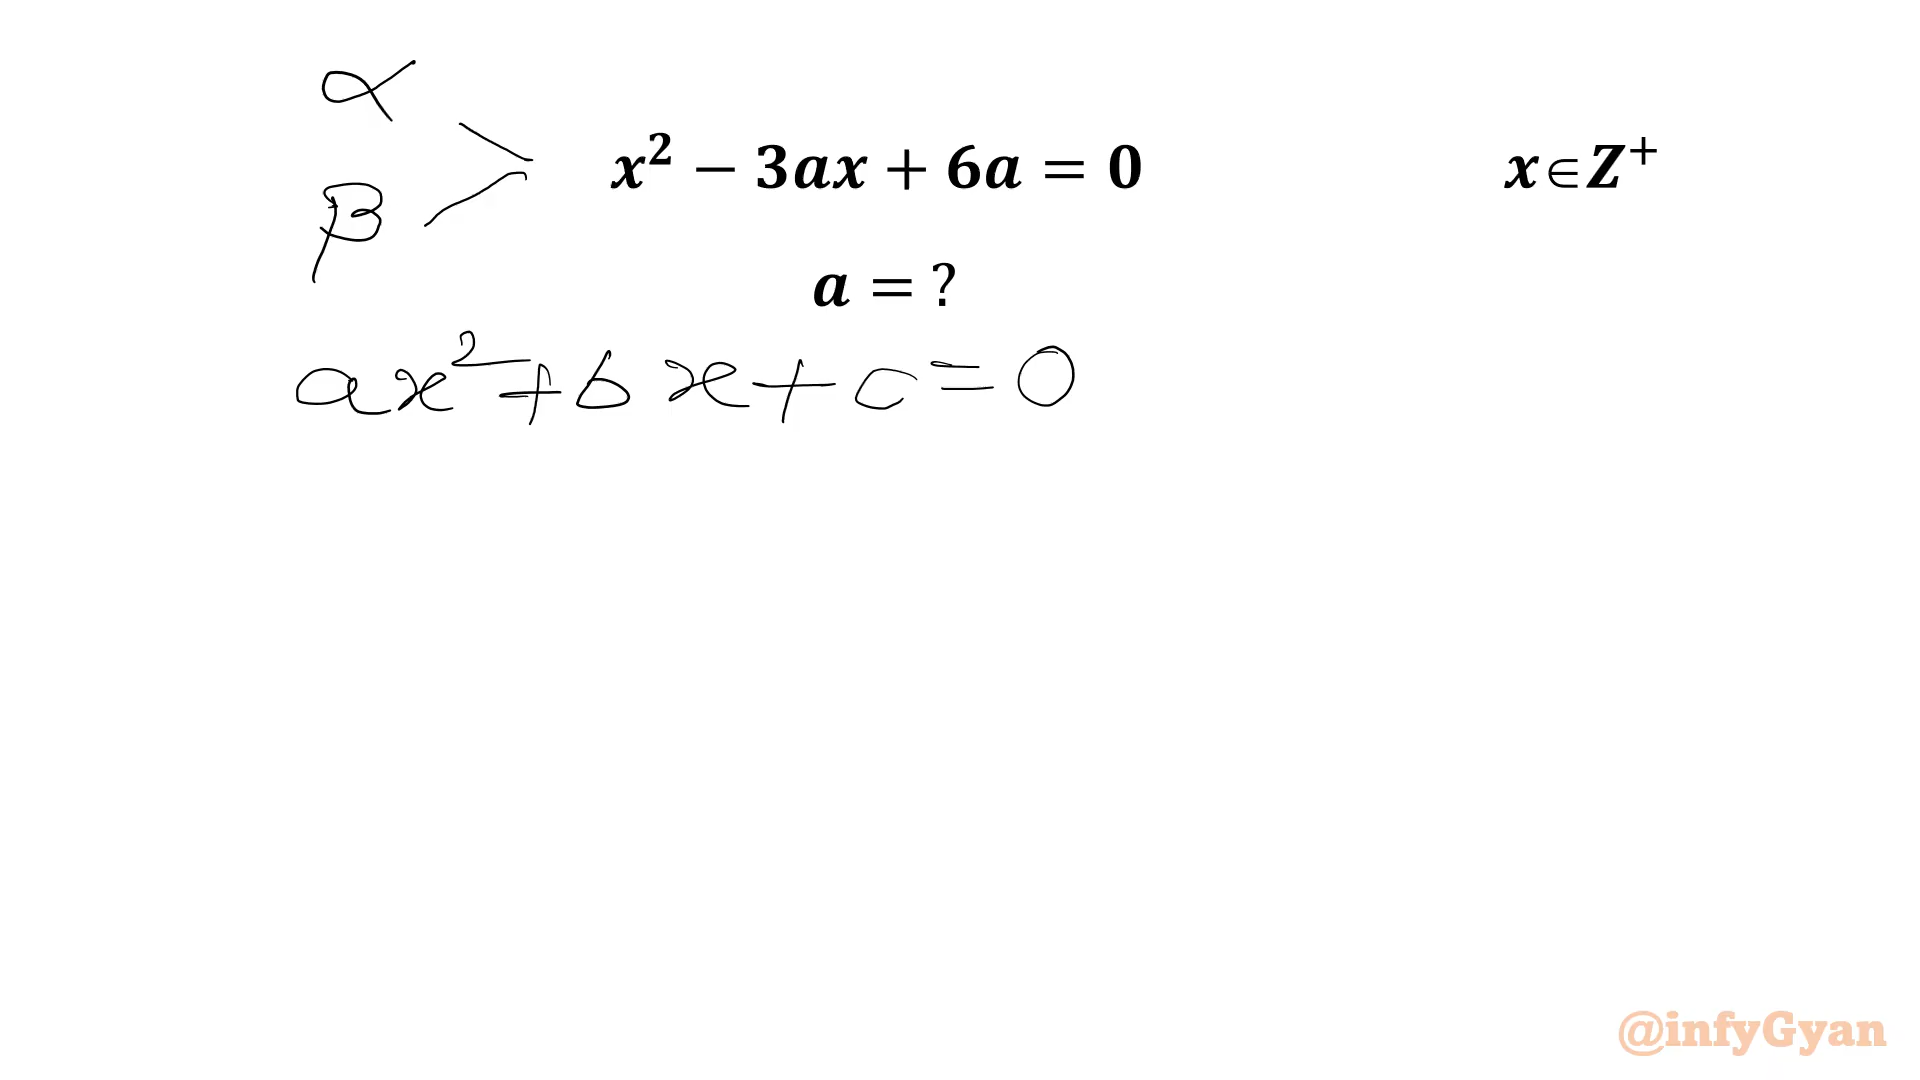 α
x² − 3ax + 6a = 0 x∈Z⁺
β
a = ?
ax² + bx + c = 0
@infyGyan